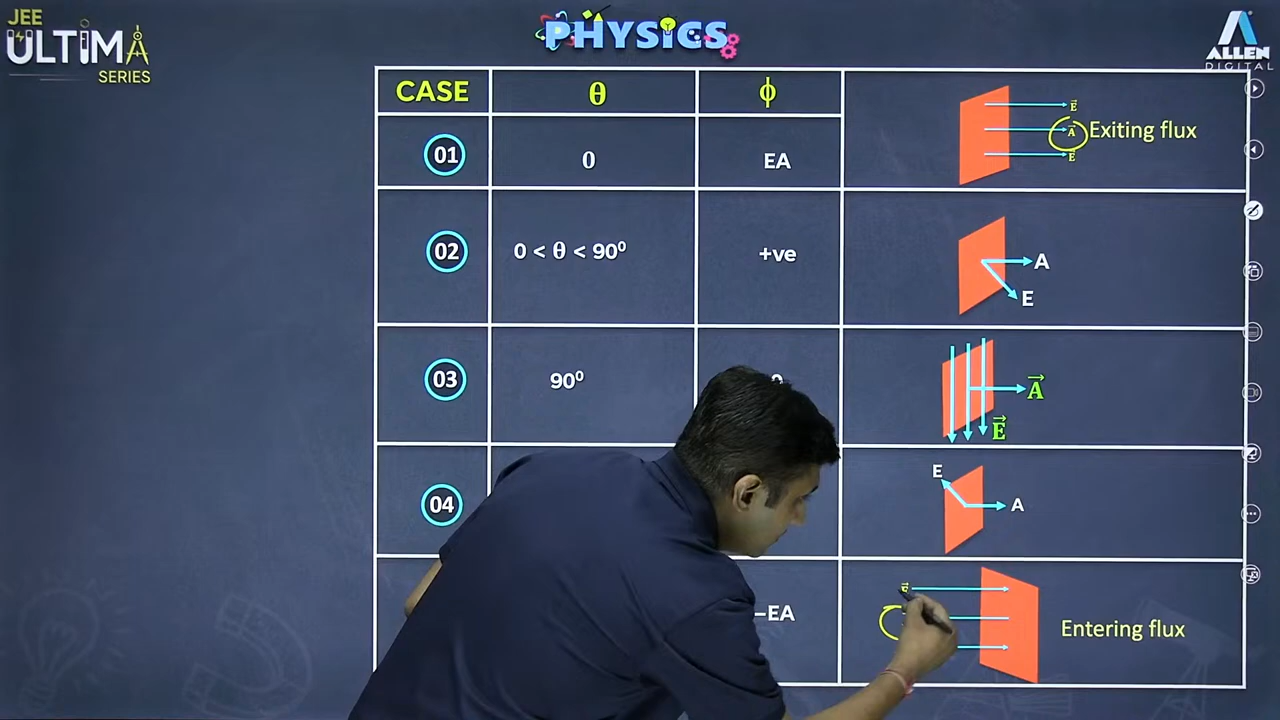 JEE
ULTIMA
SERIES
PHYSICS
ALLEN
DIGITAL
CASE θ ϕ
E⃗
A⃗ Exiting flux
E⃗
01 0 EA
02 0 < θ < 90⁰ +ve
A
E
03 90⁰
A⃗
E⃗
04
E
A
–EA
Entering flux